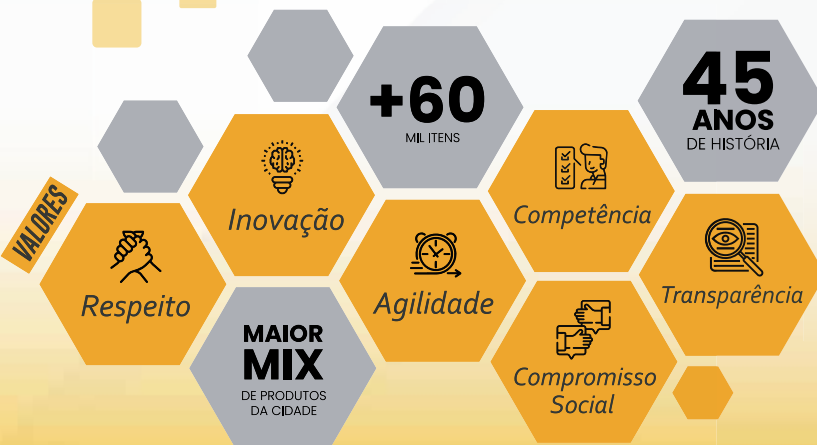 +60
MIL ITENS
45
ANOS
DE HISTÓRIA
VALORES
Inovação
Competência
Respeito
Agilidade
Transparência
MAIOR
MIX
DE PRODUTOS
DA CIDADE
Compromisso
Social